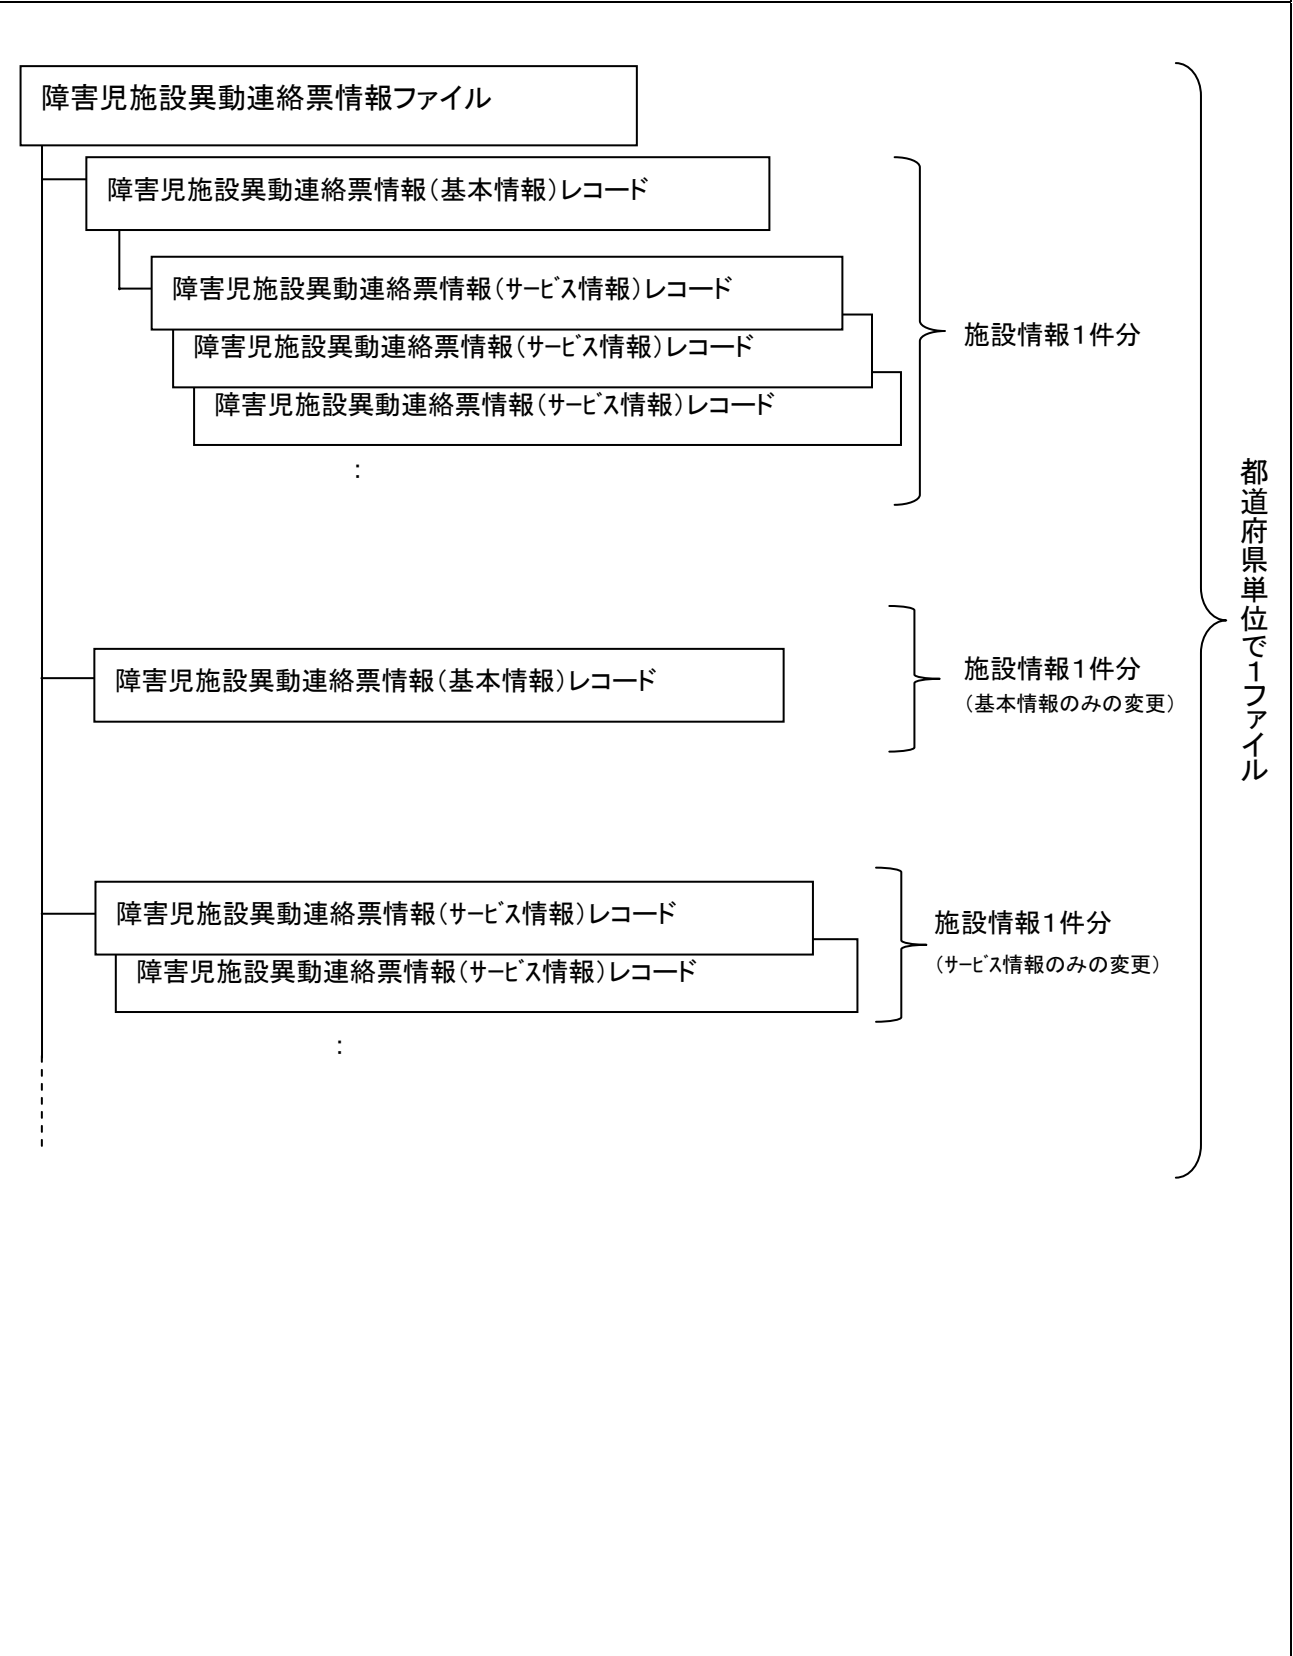 障害児施設異動連絡票情報ファイル
障害児施設異動連絡票情報（基本情報）レコード
障害児施設異動連絡票情報（ｻｰﾋﾞｽ情報）レコード
障害児施設異動連絡票情報（ｻｰﾋﾞｽ情報）レコード
障害児施設異動連絡票情報（ｻｰﾋﾞｽ情報）レコード
：
施設情報１件分
障害児施設異動連絡票情報（基本情報）レコード
施設情報１件分
（基本情報のみの変更）
障害児施設異動連絡票情報（ｻｰﾋﾞｽ情報）レコード
障害児施設異動連絡票情報（ｻｰﾋﾞｽ情報）レコード
：
施設情報１件分
（ｻｰﾋﾞｽ情報のみの変更）
都道府県単位で１ファイル